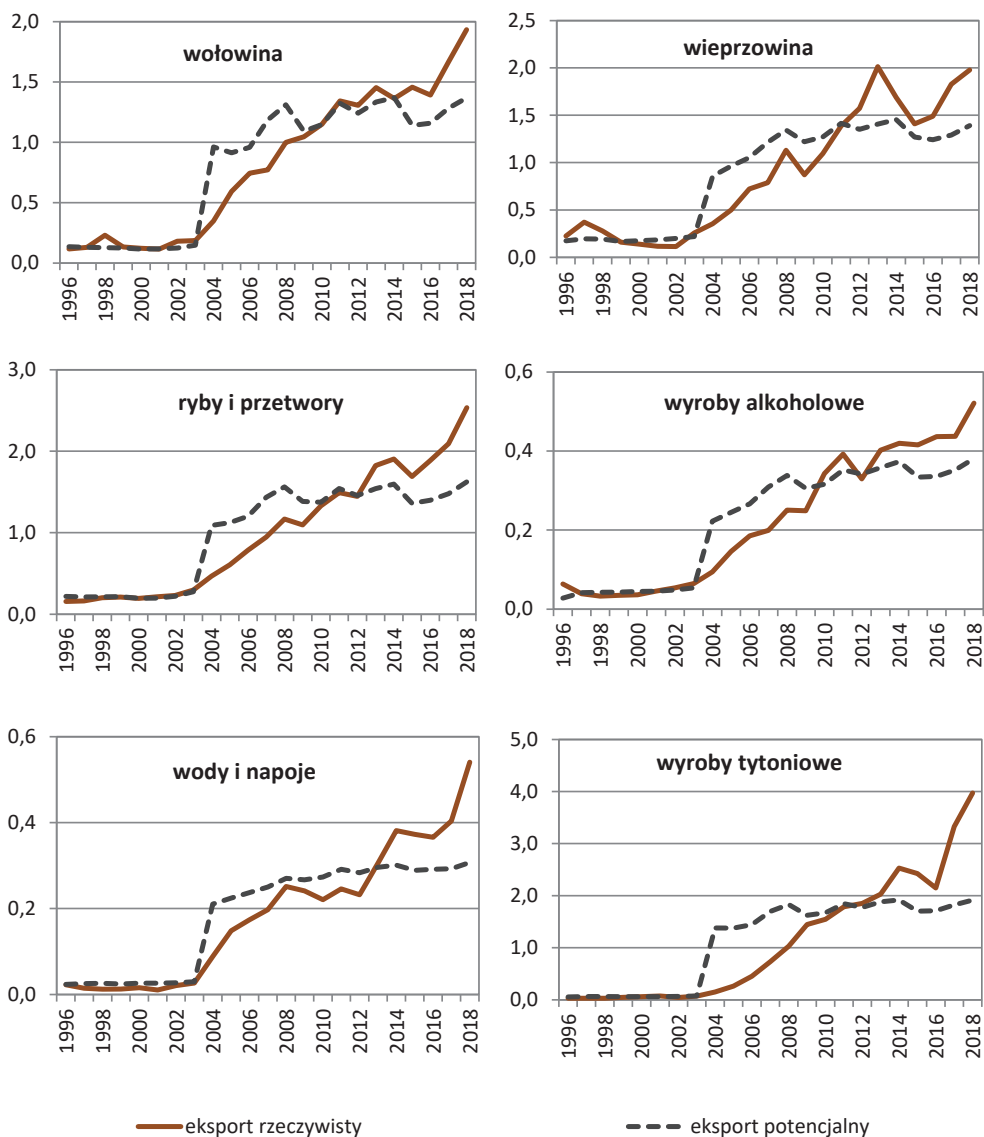 wołowina
2,0
1,5
1,0
0,5
0,0
1996 1998 2000 2002 2004 2006 2008 2010 2012 2014 2016 2018
wieprzowina
2,5
2,0
1,5
1,0
0,5
0,0
1996 1998 2000 2002 2004 2006 2008 2010 2012 2014 2016 2018
ryby i przetwory
3,0
2,0
1,0
0,0
1996 1998 2000 2002 2004 2006 2008 2010 2012 2014 2016 2018
wyroby alkoholowe
0,6
0,4
0,2
0,0
1996 1998 2000 2002 2004 2006 2008 2010 2012 2014 2016 2018
wody i napoje
0,6
0,4
0,2
0,0
1996 1998 2000 2002 2004 2006 2008 2010 2012 2014 2016 2018
wyroby tytoniowe
5,0
4,0
3,0
2,0
1,0
0,0
1996 1998 2000 2002 2004 2006 2008 2010 2012 2014 2016 2018
eksport rzeczywisty
eksport potencjalny